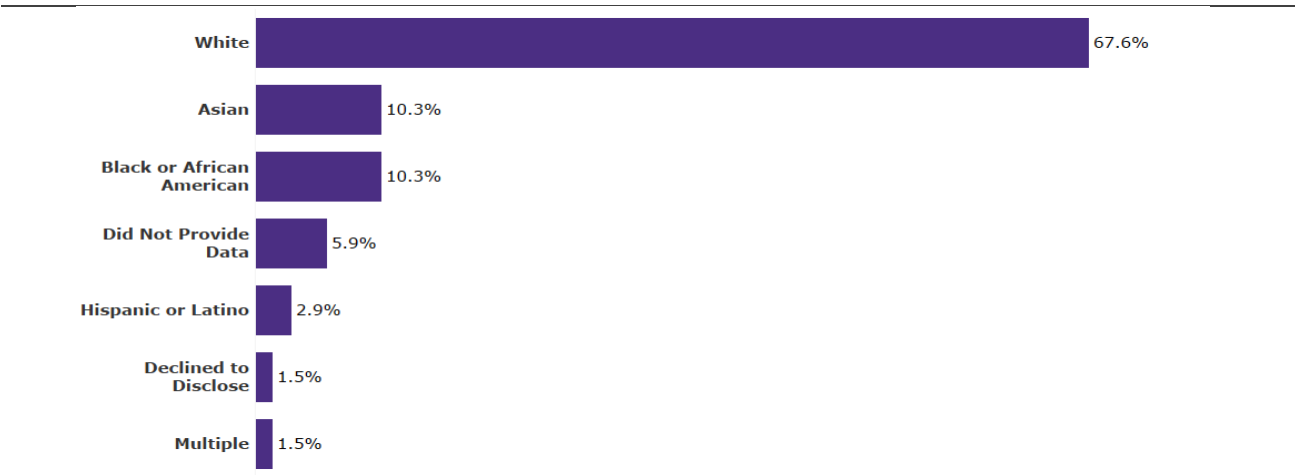 White 67.6%
Asian 10.3%
Black or African
American 10.3%
Did Not Provide
Data 5.9%
Hispanic or Latino 2.9%
Declined to
Disclose 1.5%
Multiple 1.5%